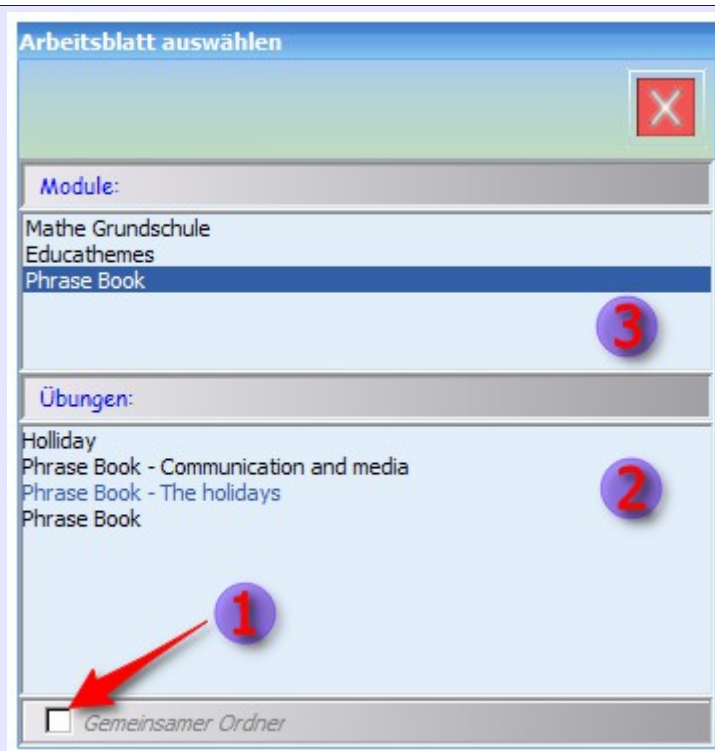 Arbeitsblatt auswählen
Module:
Mathe Grundschule
Educathemes
Phrase Book
3
Übungen:
Holliday
Phrase Book - Communication and media
Phrase Book - The holidays
Phrase Book
2
1
Gemeinsamer Ordner